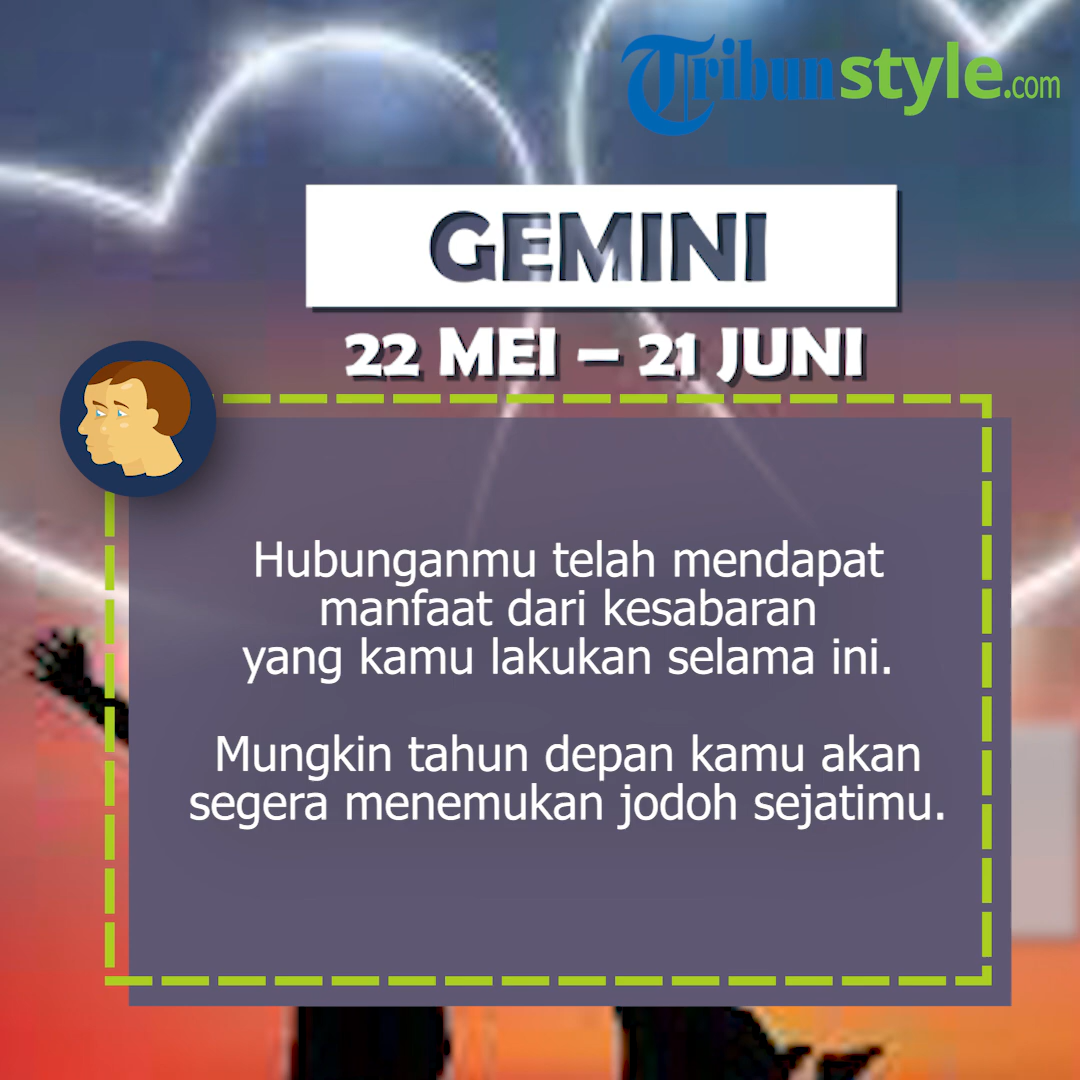 Tribunstyle.com
GEMINI
22 MEI – 21 JUNI
Hubunganmu telah mendapat
manfaat dari kesabaran
yang kamu lakukan selama ini.
Mungkin tahun depan kamu akan
segera menemukan jodoh sejatimu.